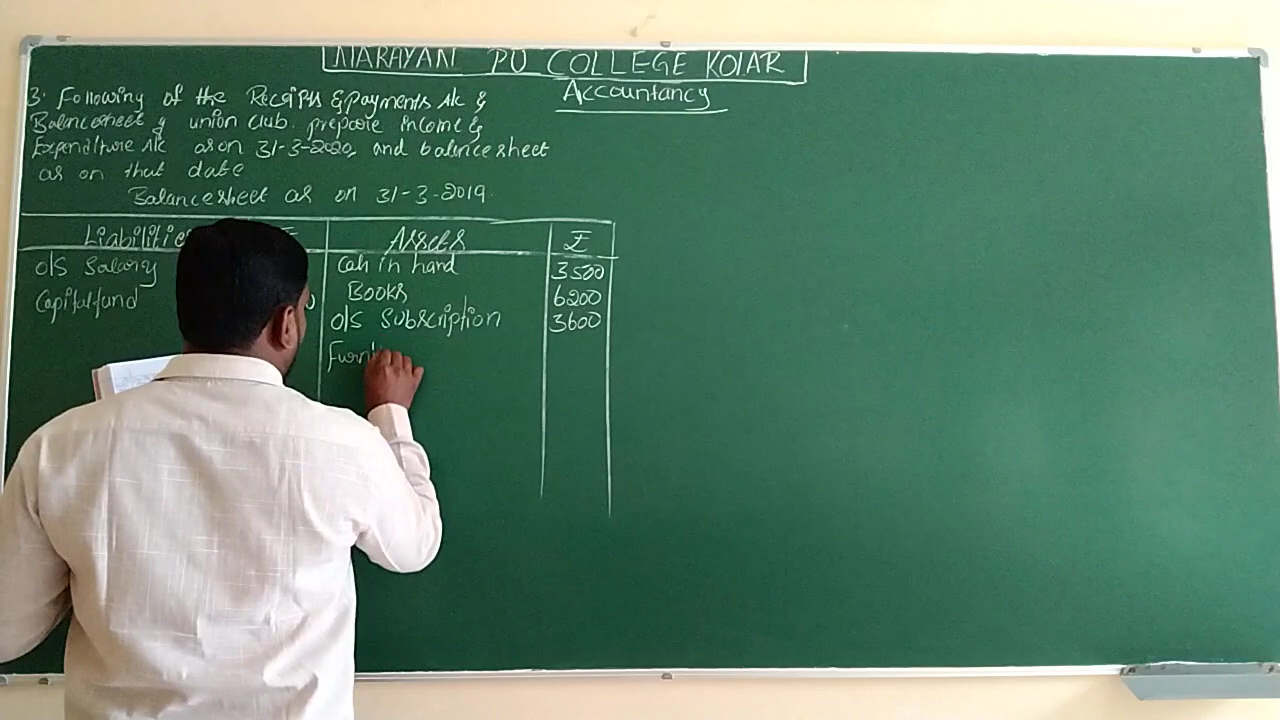 NARAYAN PU COLLEGE KOLAR
Accountancy
3. Following of the Receipts & payments A/c &
Balancesheet of union club. prepare income &
Expenditure A/c as on 31-3-2020, and balance sheet
as on that date
Balancesheet as on 31-3-2019.
Liabilities Assets ₹
O/S Salary Cah in hand 3500
Capitalfund Books 6200
O/S Subscription 3600
Furnit